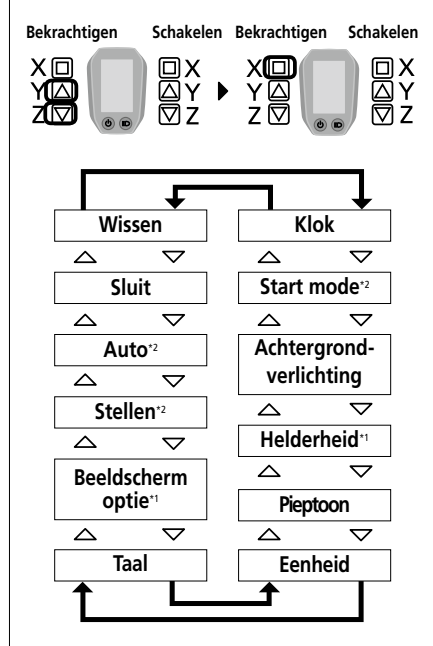 Bekrachtigen Schakelen Bekrachtigen Schakelen
X X X X
Y Y Y Y
Z Z Z Z
Wissen Klok
Sluit Start mode*2
Auto*2 Achtergrond-
verlichting
Stellen*2 Helderheid*1
Beeldscherm
optie*1 Pieptoon
Taal Eenheid